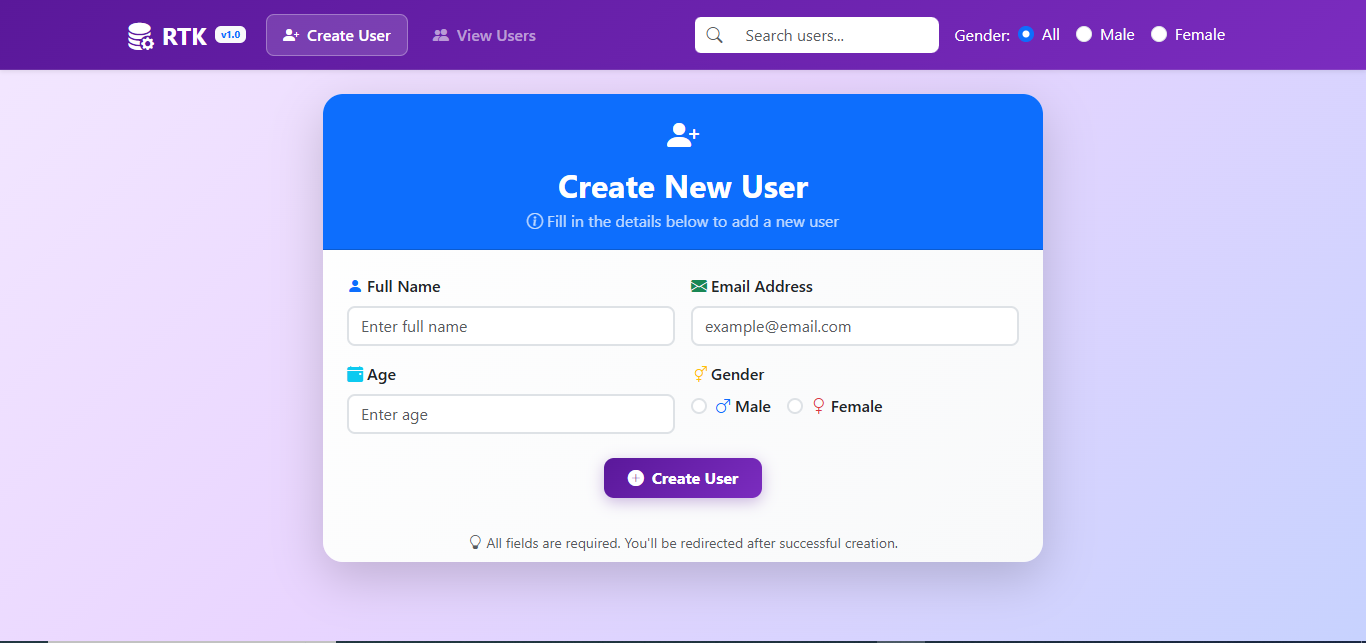 RTK v1.0 Create User View Users Search users... Gender: All Male Female
Create New User
Fill in the details below to add a new user
Full Name Email Address
Enter full name example@email.com
Age Gender
Enter age Male Female
Create User
All fields are required. You'll be redirected after successful creation.